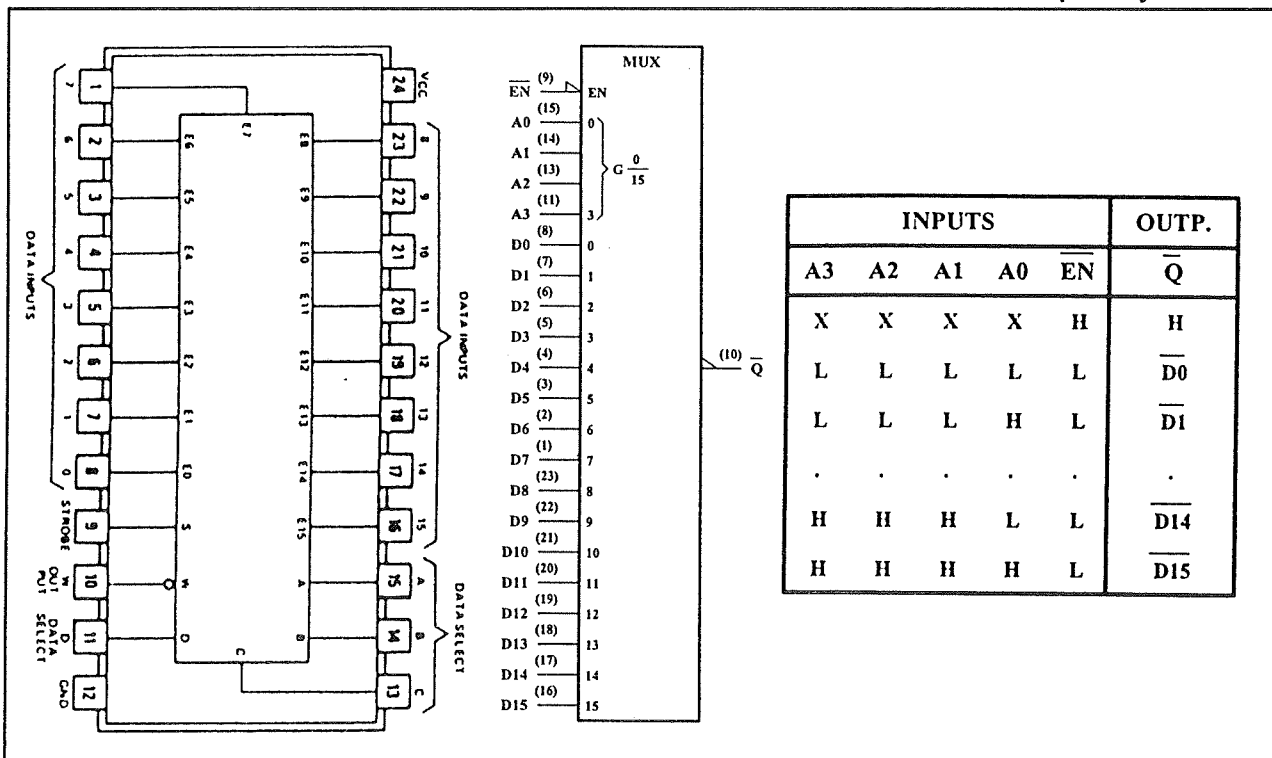 DATA INPUTS
7 1
6 2 E6
5 3 E5
4 4 E4
3 5 E3
2 6 E2
1 7 E1
0 8 E0
STROBE 9 S
W OUT PUT 10 W
D DATA SELECT 11 D
GND 12
E7
C
24 VCC
E8 23 8
E9 22 9
E10 21 10
E11 20 11
E12 19 12
E13 18 13
E14 17 14
E15 16 15
A 15 A
B 14 B
13 C
DATA INPUTS
DATA SELECT
MUX
EN (9) EN
A0 (15) 0
A1 (14)
G 0/15
A2 (13)
A3 (11) 3
D0 (8) 0
D1 (7) 1
D2 (6) 2
D3 (5) 3
D4 (4) 4
D5 (3) 5
D6 (2) 6
D7 (1) 7
D8 (23) 8
D9 (22) 9
D10 (21) 10
D11 (20) 11
D12 (19) 12
D13 (18) 13
D14 (17) 14
D15 (16) 15
(10) Q
INPUTS OUTP.
A3 A2 A1 A0 EN Q
X X X X H H
L L L L L D0
L L L H L D1
. . . . . .
H H H L L D14
H H H H L D15